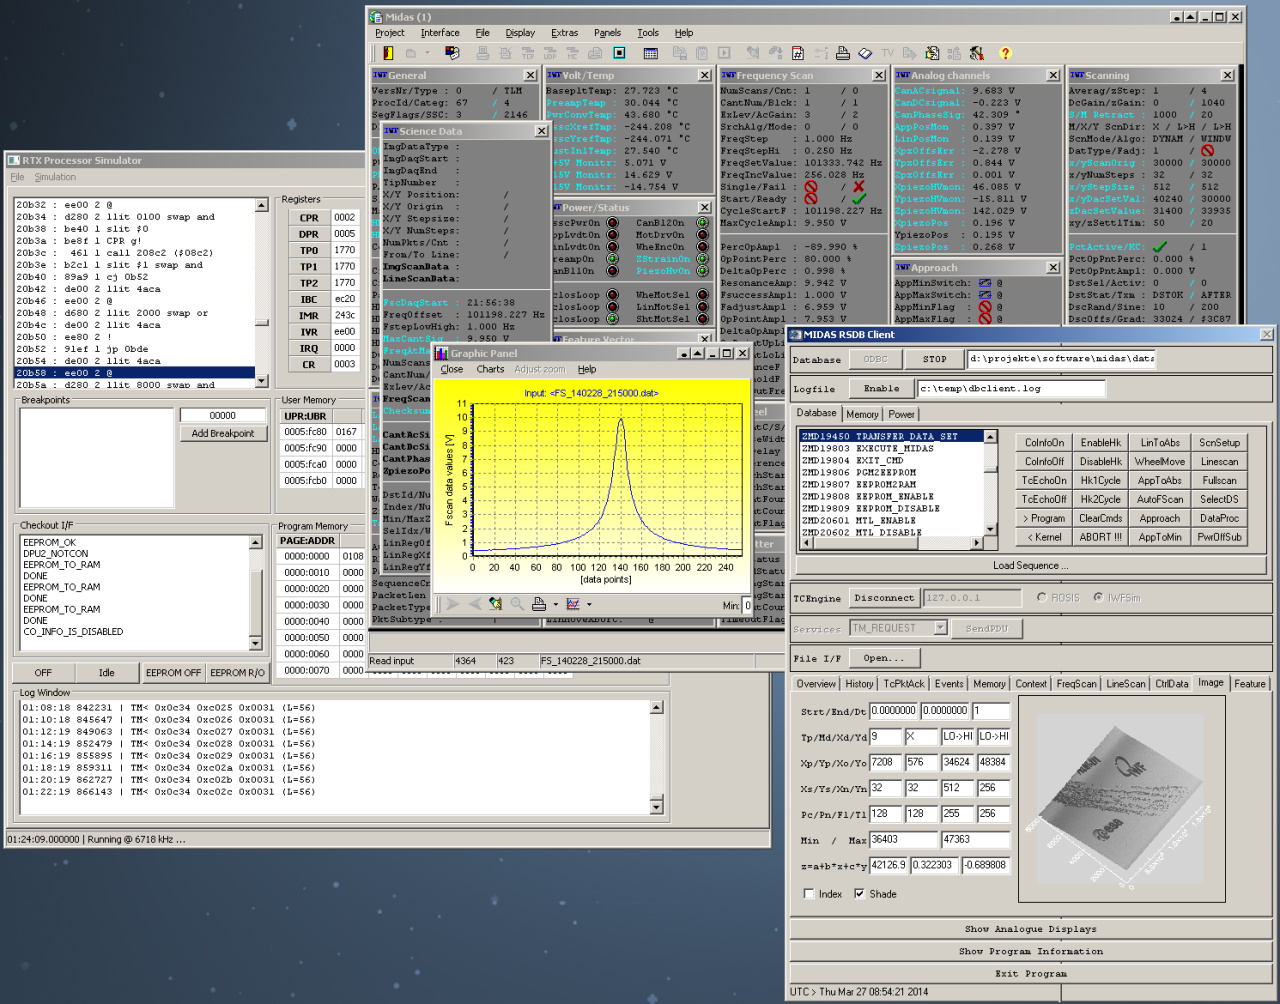 Midas (1)
Project Interface File Display Extras Panels Tools Help
General
VersNr/Type : 0 / TLM
ProcId/Categ: 67 / 4
SegFlags/SSC: 3 / 2146
Volt/Temp
BasepltTemp: 27.723 °C
PreampTemp : 30.044 °C
PwrConvTemp: 43.680 °C
-244.208 °C
-244.071 °C
27.540 °C
5.071 V
14.629 V
-14.754 V
Frequency Scan
NumScans/Cnt: 1 / 0
CantNum/Blck: 1 / 1
ExLev/AcGain: 3 / 2
SrchAlg/Mode: 0 / 0
FreqStep : 1.000 Hz
FreqStepHi : 0.250 Hz
FreqSetValue: 101333.742 Hz
FreqIncValue: 256.028 Hz
Single/Fail : /
Start/Ready : /
CycleStartF : 101198.227 Hz
PercOpAmpl : -89.990 %
OpPointPerc : 80.000 %
DeltaOpPerc : 0.998 %
ResonanceAmp: 9.942 V
FsuccessAmpl: 1.000 V
FadjustAmpl : 6.959 V
OpPointAmpl : 7.953 V
MaxCycleAmpl: 9.950 V
Analog channels
CanACsignal: 9.683 V
CanDCsignal: -0.223 V
CanPhaseSig: 42.309 °
AppPosMon : 0.397 V
LinPosMon : 0.139 V
XpzOffsErr : -2.278 V
YpzOffsErr : 0.844 V
ZpzOffsErr : 0.451 V
XpiezoHVmon: 46.085 V
YpiezoHVmon: -15.811 V
ZpiezoHVmon: 142.029 V
XpiezoPos : 0.196 V
YpiezoPos : 0.195 V
ZpiezoPos : 0.268 V
Approach
AppMinSwitch: @
AppMaxSwitch: @
AppMinFlag : @
AppMaxFlag : @
Scanning
Averag/zStep: 1 / 4
DcGain/zGain: 0 / 1040
S/M Retract : 1000 / 20
M/X/Y ScnDir: X / L>H / L>H
ScnMode/Algo: DYNAM / WINDW
DatType/Fadj: 1 /
x/yScanOrig : 30000 / 30000
x/yNumSteps : 32 / 32
x/yStepSize : 512 / 512
x/yDacSetVal: 40240 / 30000
zDacSetValue: 31400 / 33935
xy/zSettlTim: 50 / 20
PctActive/KC: / 1
PctOpPntPerc: 0.000 %
PctOpPntAmpl: 0.000 V
DstSel/Activ: 0 / 0
DstStat/Txm : DSTOK / AFTER
DscRand/Size: 10 / 200
DscOffs/Grad: 33024 / $3C87
Science Data
ImgDataType :
ImgDaqStart :
ImgDaqEnd :
TipNumber :
X/Y Position: /
X/Y Origin : /
X/Y Stepsize: /
X/Y NumSteps: /
NumPkts/Cnt : /
From/To Line: /
ImgScanData :
LineScanData:
FscDaqStart : 21:56:38
FreqOffset : 101198.227 Hz
FstepLowHigh: 1.000 Hz
MaxCantSig : 9.950 V
Power/Status
CanBl2On
MotDrvOn
WheEncOn
ZStrainOn
PiezoHvOn
WheMotSel
LinMotSel
ShtMotSel
Feature Vector
RTX Processor Simulator
File Simulation
20b32 : ee00 2 @
20b34 : d280 2 llit 0100 swap and
20b38 : be40 1 slit $0
20b3a : be8f 1 CPR g!
20b3c : 461 1 call 208c2 ($08c2)
20b3e : b2c1 1 slit $1 swap and
20b40 : 89a9 1 cj 0b52
20b42 : de00 2 llit 4aca
20b46 : ee00 2 @
20b48 : d680 2 llit 2000 swap or
20b4c : de00 2 llit 4aca
20b50 : ee80 2 !
20b52 : 91ef 1 jp 0bde
20b54 : de00 2 llit 4aca
20b58 : ee00 2 @
20b5a : d280 2 llit 8000 swap and
Registers
CPR 0002
DPR 0005
TP0 1770
TP1 1770
TP2 1770
IBC ec20
IMR 243c
IVR ee00
IRQ 0000
CR 0003
Breakpoints
00000
Add Breakpoint
User Memory
UPR:UBR
0005:fc80 0167
0005:fc90 0000
0005:fca0 0000
0005:fcb0 0000
Checkout I/F
EEPROM_OK
DPU2_NOTCON
EEPROM_TO_RAM
DONE
EEPROM_TO_RAM
DONE
EEPROM_TO_RAM
DONE
CO_INFO_IS_DISABLED
Program Memory
PAGE:ADDR
0000:0000 0108
0000:0010 0000
0000:0020 0000
0000:0030 0000
0000:0040 0000
0000:0050 0000
0000:0060 0000
0000:0070 0000
OFF Idle EEPROM OFF EEPROM R/O
Log Window
01:08:18 842231 | TM< 0x0c34 0xc025 0x0031 (L=56)
01:10:18 845647 | TM< 0x0c34 0xc026 0x0031 (L=56)
01:12:19 849063 | TM< 0x0c34 0xc027 0x0031 (L=56)
01:14:19 852479 | TM< 0x0c34 0xc028 0x0031 (L=56)
01:16:19 855895 | TM< 0x0c34 0xc029 0x0031 (L=56)
01:18:19 859311 | TM< 0x0c34 0xc02a 0x0031 (L=56)
01:20:19 862727 | TM< 0x0c34 0xc02b 0x0031 (L=56)
01:22:19 866143 | TM< 0x0c34 0xc02c 0x0031 (L=56)
01:24:09.000000 | Running @ 6718 kHz ...
Graphic Panel
Close Charts Adjust zoom Help
Input: <FS_140228_215000.dat>
Fscan data values [V]
11
10
9
8
7
6
5
4
3
2
1
0
0 20 40 60 80 100 120 140 160 180 200 220 240
[data points]
Min: 0
SequenceCn
PacketLen
PacketType
PktSubtype
LinMoveAbort: @
TimeoutFlag
Read input 4364 423 FS_140228_215000.dat
MIDAS RSDB Client
Database ODBC STOP d:\projekte\software\midas\data
Logfile Enable c:\temp\dbclient.log
Database Memory Power
ZMD19450 TRANSFER_DATA_SET
ZMD19803 EXECUTE_MIDAS
ZMD19804 EXIT_CMD
ZMD19806 PGM2EEPROM
ZMD19807 EEPROM2RAM
ZMD19808 EEPROM_ENABLE
ZMD19809 EEPROM_DISABLE
ZMD20601 MTL_ENABLE
ZMD20602 MTL_DISABLE
CoInfoOn EnableHk LinToAbs ScnSetup
CoInfoOff DisableHk WheelMove Linescan
TcEchoOn Hk1Cycle AppToAbs Fullscan
TcEchoOff Hk2Cycle AutoFScan SelectDS
> Program ClearCmds Approach DataProc
< Kernel ABORT !!! AppToMin PwrOffSub
Load Sequence ...
TCEngine Disconnect 127.0.0.1 ROSIS IWFSim
Services TM_REQUEST SendPDU
File I/F Open...
Overview History TcPktAck Events Memory Context FreqScan LineScan CtrlData Image Feature
Strt/End/Dt 0.0000000 0.0000000 1
Tp/Md/Xd/Yd 9 X LO->HI LO->HI
Xp/Yp/Xo/Yo 7208 576 34624 48384
Xs/Ys/Xn/Yn 32 32 512 256
Pc/Pn/Fl/Tl 128 128 255 256
Min / Max 36403 47363
z=a+b*x+c*y 42126.9 0.322303 -0.689808
Index Shade
IWF
@esa
Show Analogue Displays
Show Program Information
Exit Program
UTC > Thu Mar 27 08:54:21 2014